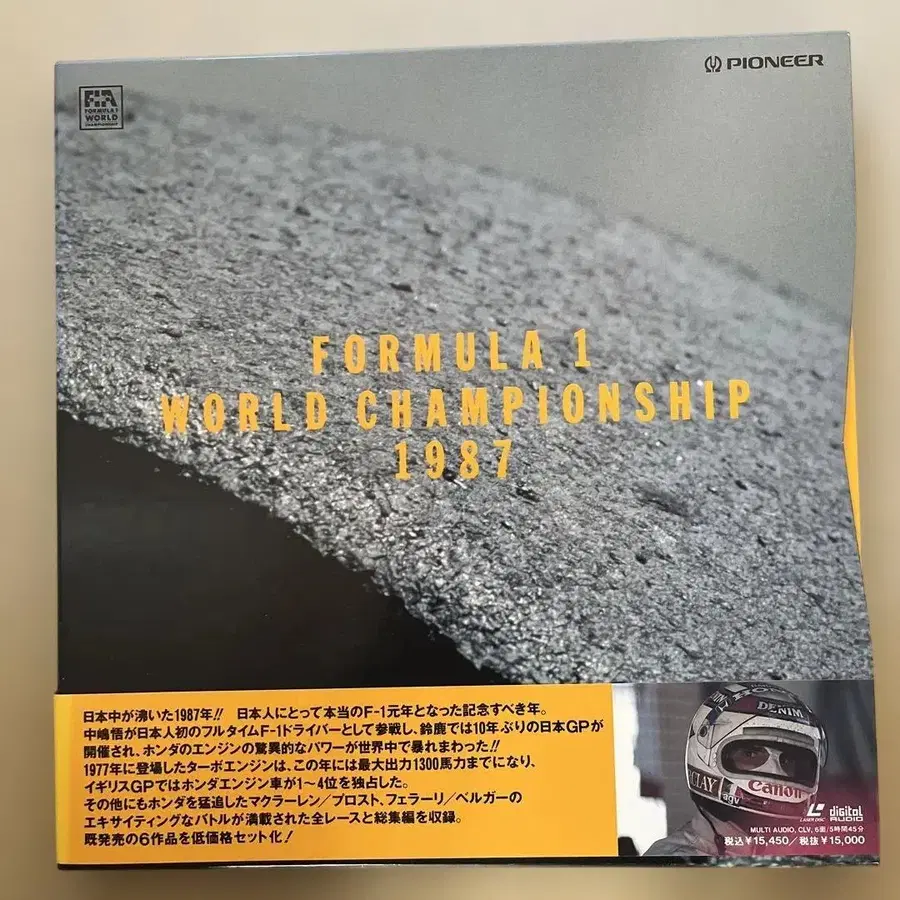 PIONEER
FIA
FORMULA 1
WORLD
CHAMPIONSHIP
FORMULA 1
WORLD CHAMPIONSHIP
1987
日本中が沸いた1987年!! 日本人にとって本当のF-1元年となった記念すべき年。
中嶋悟が日本人初のフルタイムF-1ドライバーとして参戦し、鈴鹿では10年ぶりの日本GPが
開催され、ホンダのエンジンの驚異的なパワーが世界中で暴れまわった!!
1977年に登場したターボエンジンは、この年には最大出力1300馬力までになり、
イギリスGPではホンダエンジン車が1〜4位を独占した。
その他にもホンダを猛追したマクラーレン/プロスト、フェラーリ/ベルガーの
エキサイティングなバトルが満載された全レースと総集編を収録。
既発売の6作品を低価格セット化!
DENIM
CLAY
agv
Canon
LASER DISC
digital
AUDIO
MULTI AUDIO, CLV, 6面/5時間45分
税込¥15,450/税抜¥15,000